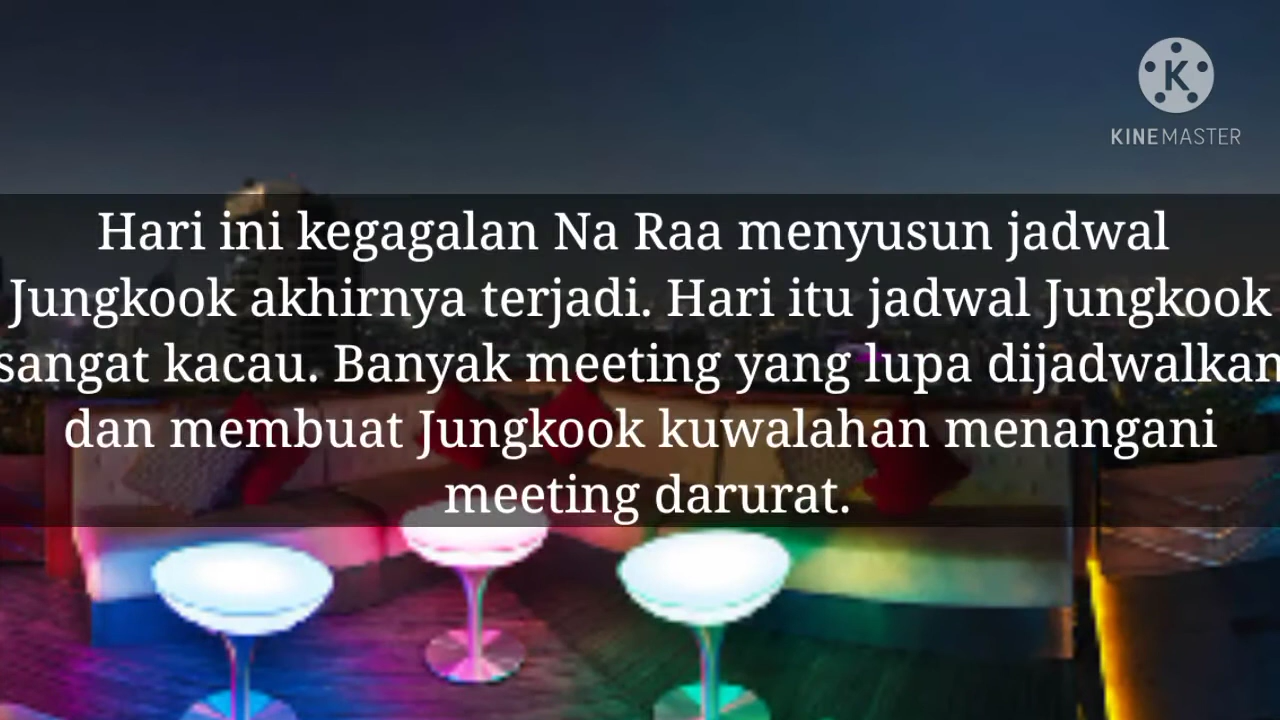 KINEMASTER
Hari ini kegagalan Na Raa menyusun jadwal
Jungkook akhirnya terjadi. Hari itu jadwal Jungkook
sangat kacau. Banyak meeting yang lupa dijadwalkan
dan membuat Jungkook kuwalahan menangani
meeting darurat.